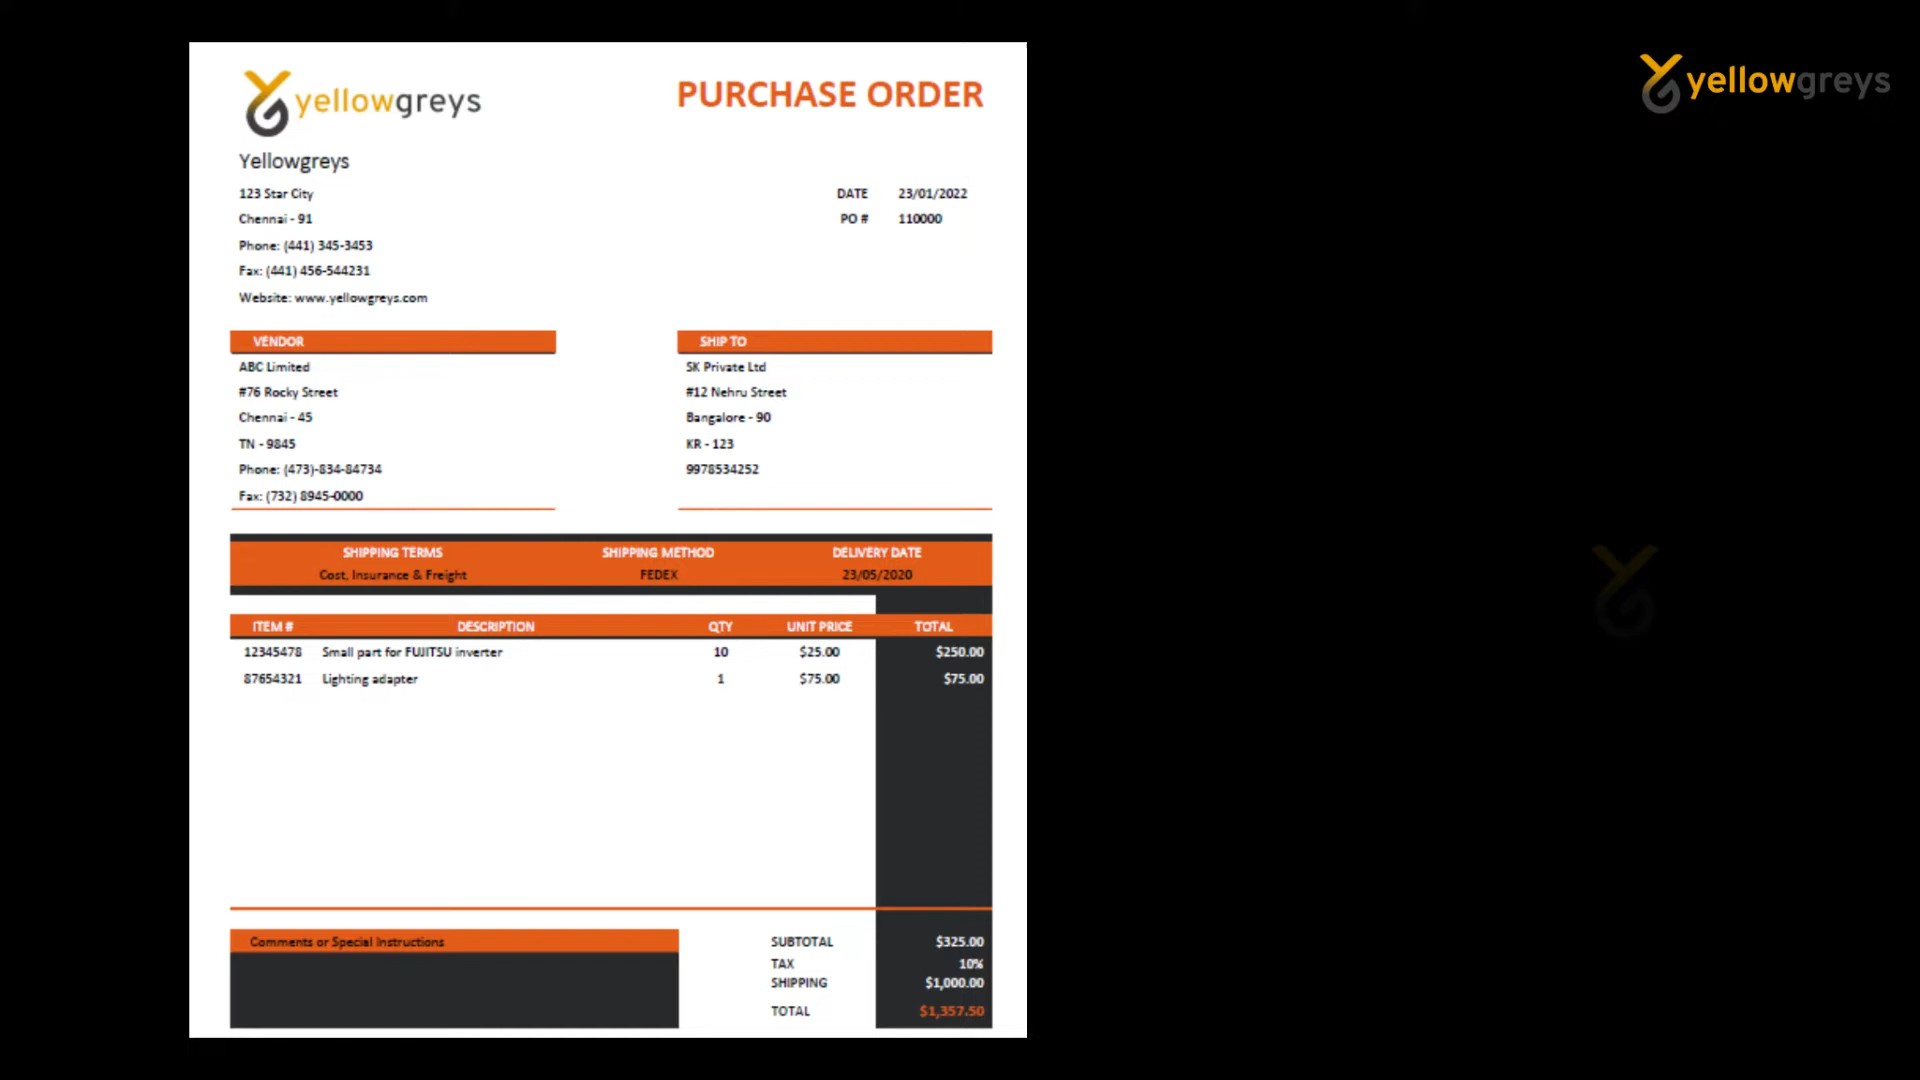 yellowgreys
PURCHASE ORDER
yellowgreys
Yellowgreys
123 Star City
DATE 23/01/2022
Chennai - 91
PO # 110000
Phone: (441) 345-3453
Fax: (441) 456-544231
Website: www.yellowgreys.com
VENDOR
ABC Limited
#76 Rocky Street
Chennai - 45
TN - 9845
Phone: (473)-834-84734
Fax: (732) 8945-0000
SHIP TO
SK Private Ltd
#12 Nehru Street
Bangalore - 90
KR - 123
9978534252
SHIPPING TERMS SHIPPING METHOD DELIVERY DATE
Cost, Insurance & Freight FEDEX 23/05/2020
ITEM # DESCRIPTION QTY UNIT PRICE TOTAL
12345478 Small part for FUJITSU inverter 10 $25.00 $250.00
87654321 Lighting adapter 1 $75.00 $75.00
Comments or Special Instructions
SUBTOTAL $325.00
TAX 10%
SHIPPING $1,000.00
TOTAL $1,357.50